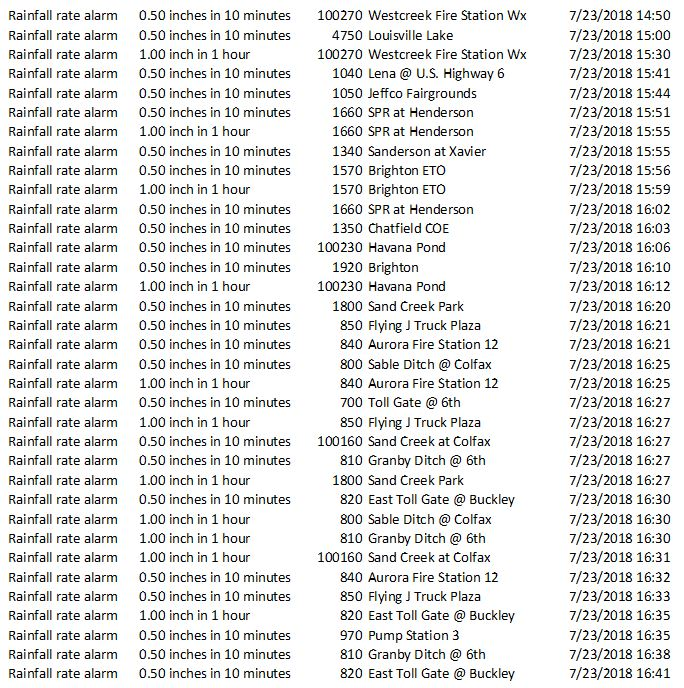 Rainfall rate alarm 0.50 inches in 10 minutes 100270 Westcreek Fire Station Wx 7/23/2018 14:50
Rainfall rate alarm 0.50 inches in 10 minutes 4750 Louisville Lake 7/23/2018 15:00
Rainfall rate alarm 1.00 inch in 1 hour 100270 Westcreek Fire Station Wx 7/23/2018 15:30
Rainfall rate alarm 0.50 inches in 10 minutes 1040 Lena @ U.S. Highway 6 7/23/2018 15:41
Rainfall rate alarm 0.50 inches in 10 minutes 1050 Jeffco Fairgrounds 7/23/2018 15:44
Rainfall rate alarm 0.50 inches in 10 minutes 1660 SPR at Henderson 7/23/2018 15:51
Rainfall rate alarm 1.00 inch in 1 hour 1660 SPR at Henderson 7/23/2018 15:55
Rainfall rate alarm 0.50 inches in 10 minutes 1340 Sanderson at Xavier 7/23/2018 15:55
Rainfall rate alarm 0.50 inches in 10 minutes 1570 Brighton ETO 7/23/2018 15:56
Rainfall rate alarm 1.00 inch in 1 hour 1570 Brighton ETO 7/23/2018 15:59
Rainfall rate alarm 0.50 inches in 10 minutes 1660 SPR at Henderson 7/23/2018 16:02
Rainfall rate alarm 0.50 inches in 10 minutes 1350 Chatfield COE 7/23/2018 16:03
Rainfall rate alarm 0.50 inches in 10 minutes 100230 Havana Pond 7/23/2018 16:06
Rainfall rate alarm 0.50 inches in 10 minutes 1920 Brighton 7/23/2018 16:10
Rainfall rate alarm 1.00 inch in 1 hour 100230 Havana Pond 7/23/2018 16:12
Rainfall rate alarm 0.50 inches in 10 minutes 1800 Sand Creek Park 7/23/2018 16:20
Rainfall rate alarm 0.50 inches in 10 minutes 850 Flying J Truck Plaza 7/23/2018 16:21
Rainfall rate alarm 0.50 inches in 10 minutes 840 Aurora Fire Station 12 7/23/2018 16:21
Rainfall rate alarm 0.50 inches in 10 minutes 800 Sable Ditch @ Colfax 7/23/2018 16:25
Rainfall rate alarm 1.00 inch in 1 hour 840 Aurora Fire Station 12 7/23/2018 16:25
Rainfall rate alarm 0.50 inches in 10 minutes 700 Toll Gate @ 6th 7/23/2018 16:27
Rainfall rate alarm 1.00 inch in 1 hour 850 Flying J Truck Plaza 7/23/2018 16:27
Rainfall rate alarm 0.50 inches in 10 minutes 100160 Sand Creek at Colfax 7/23/2018 16:27
Rainfall rate alarm 0.50 inches in 10 minutes 810 Granby Ditch @ 6th 7/23/2018 16:27
Rainfall rate alarm 1.00 inch in 1 hour 1800 Sand Creek Park 7/23/2018 16:27
Rainfall rate alarm 0.50 inches in 10 minutes 820 East Toll Gate @ Buckley 7/23/2018 16:30
Rainfall rate alarm 1.00 inch in 1 hour 800 Sable Ditch @ Colfax 7/23/2018 16:30
Rainfall rate alarm 1.00 inch in 1 hour 810 Granby Ditch @ 6th 7/23/2018 16:30
Rainfall rate alarm 1.00 inch in 1 hour 100160 Sand Creek at Colfax 7/23/2018 16:31
Rainfall rate alarm 0.50 inches in 10 minutes 840 Aurora Fire Station 12 7/23/2018 16:32
Rainfall rate alarm 0.50 inches in 10 minutes 850 Flying J Truck Plaza 7/23/2018 16:33
Rainfall rate alarm 1.00 inch in 1 hour 820 East Toll Gate @ Buckley 7/23/2018 16:35
Rainfall rate alarm 0.50 inches in 10 minutes 970 Pump Station 3 7/23/2018 16:35
Rainfall rate alarm 0.50 inches in 10 minutes 810 Granby Ditch @ 6th 7/23/2018 16:38
Rainfall rate alarm 0.50 inches in 10 minutes 820 East Toll Gate @ Buckley 7/23/2018 16:41